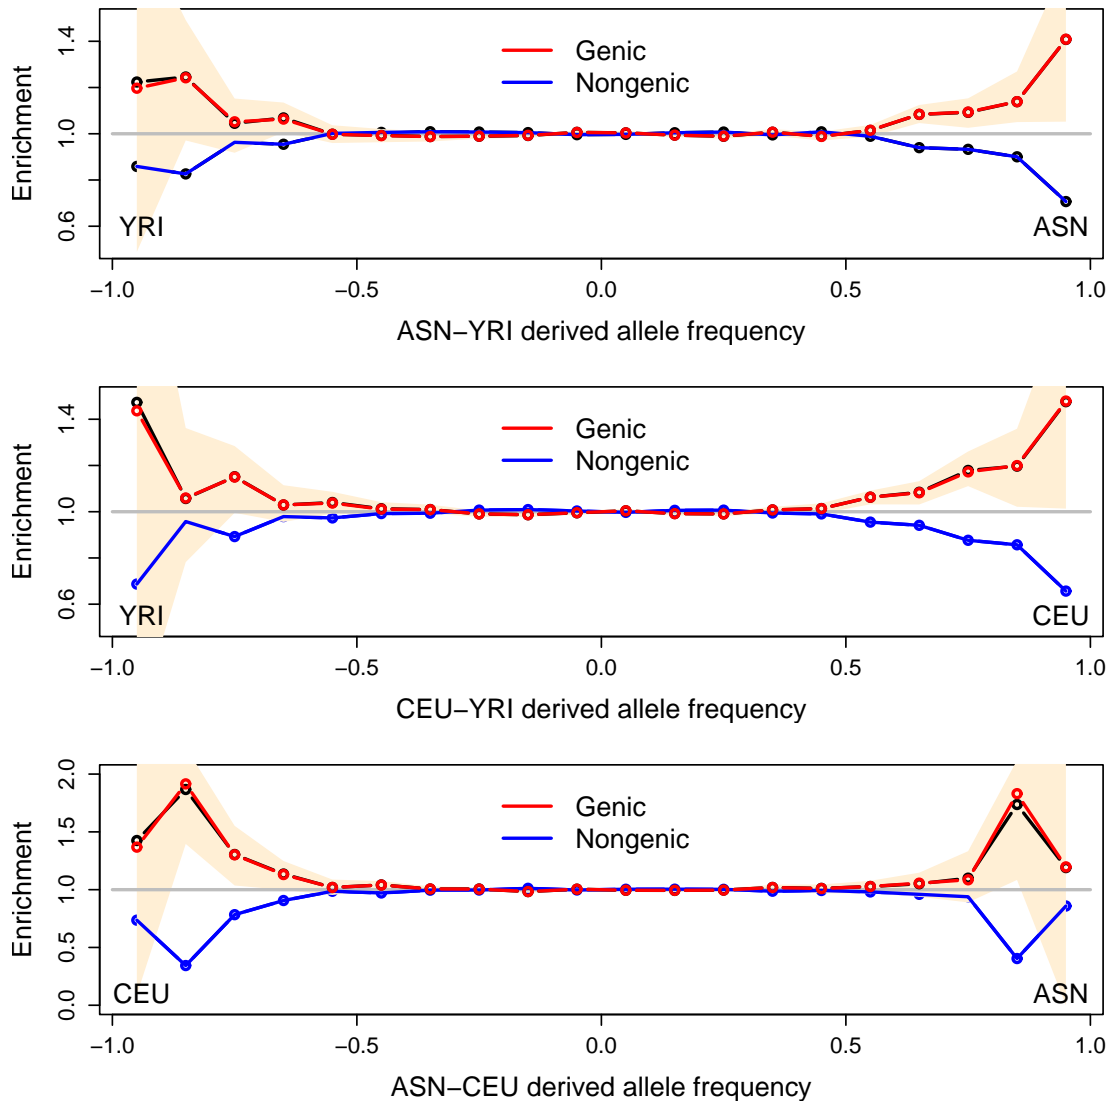 Enrichment
0.6
1.0
1.4
Genic
Nongenic
YRI
ASN
−1.0 −0.5 0.0 0.5 1.0
ASN−YRI derived allele frequency
Enrichment
0.6
1.0
1.4
Genic
Nongenic
YRI
CEU
−1.0 −0.5 0.0 0.5 1.0
CEU−YRI derived allele frequency
Enrichment
0.0
0.5
1.0
1.5
2.0
Genic
Nongenic
CEU
ASN
−1.0 −0.5 0.0 0.5 1.0
ASN−CEU derived allele frequency